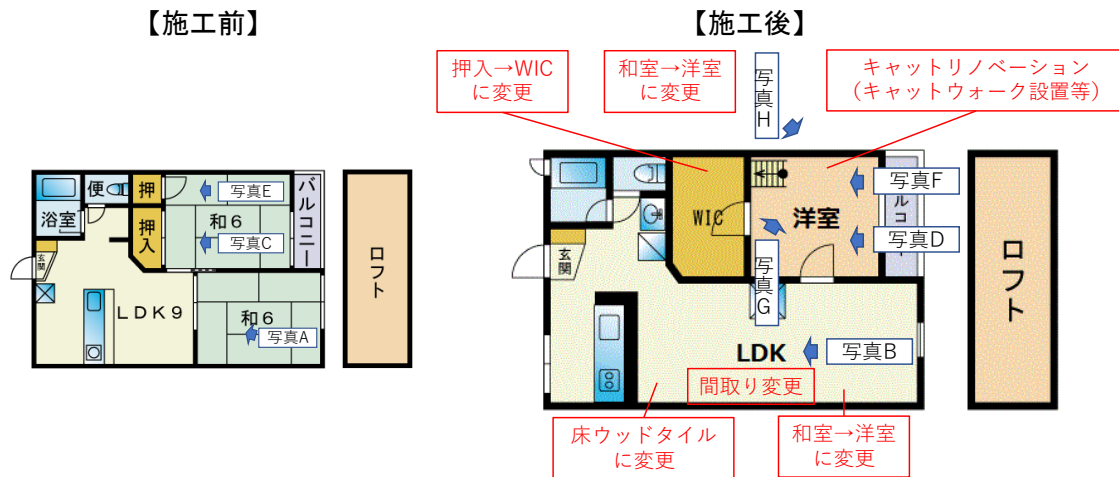 【施工前】
浴室
便
押
押入
写真E
和6
写真C
バルコニー
玄関
LDK9
和6
写真A
ロフト
【施工後】
押入→WIC
に変更
和室→洋室
に変更
写真H
キャットリノベーション
（キャットウォーク設置等）
写真F
WIC
洋室
ルコ
写真D
玄関
写真G
LDK
写真B
間取り変更
床ウッドタイル
に変更
和室→洋室
に変更
ロフト